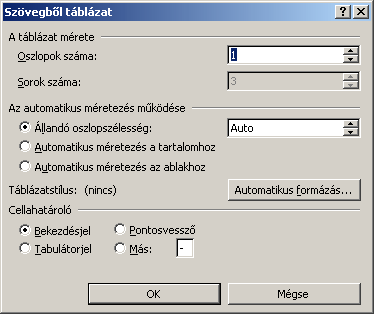 Szövegből táblázat
A táblázat mérete
Oszlopok száma: 1
Sorok száma: 3
Az automatikus méretezés működése
Állandó oszlopszélesség: Auto
Automatikus méretezés a tartalomhoz
Automatikus méretezés az ablakhoz
Táblázatstílus: (nincs) Automatikus formázás...
Cellahatároló
Bekezdésjel Pontosvessző
Tabulátorjel Más: -
OK Mégse